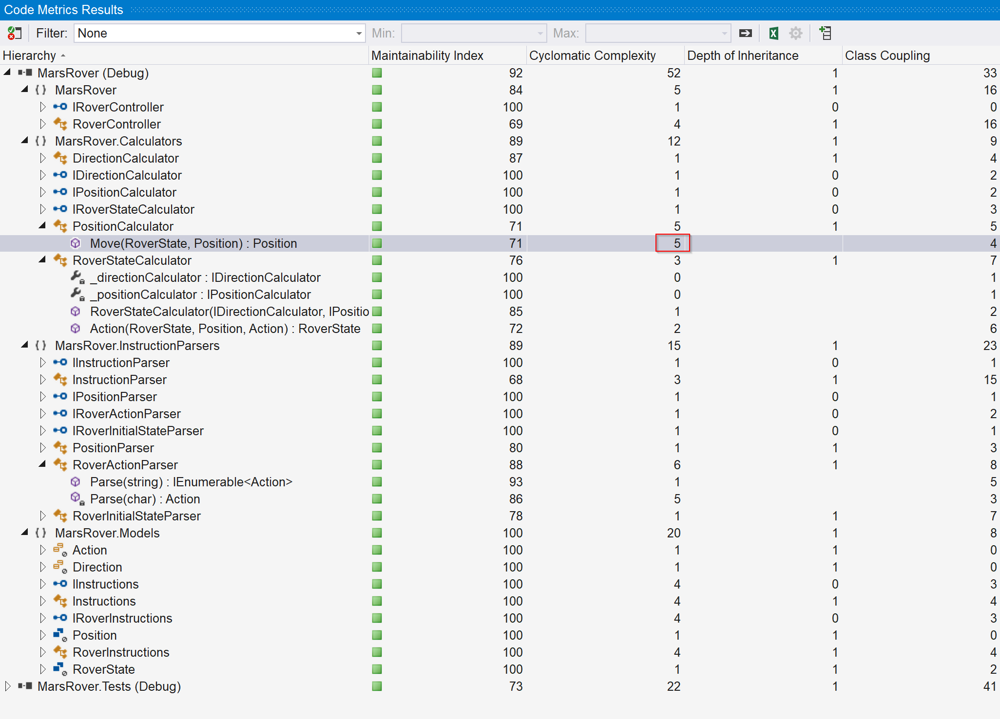 Code Metrics Results
Filter: None Min: Max:
Hierarchy Maintainability Index Cyclomatic Complexity Depth of Inheritance Class Coupling
MarsRover (Debug) 92 52 1 33
{ } MarsRover 84 5 1 16
IRoverController 100 1 0 0
RoverController 69 4 1 16
{ } MarsRover.Calculators 89 12 1 9
DirectionCalculator 87 1 1 4
IDirectionCalculator 100 1 0 2
IPositionCalculator 100 1 0 2
IRoverStateCalculator 100 1 0 3
PositionCalculator 71 5 1 5
Move(RoverState, Position) : Position 71 5 4
RoverStateCalculator 76 3 1 7
_directionCalculator : IDirectionCalculator 100 0 1
_positionCalculator : IPositionCalculator 100 0 1
RoverStateCalculator(IDirectionCalculator, IPositio 85 1 2
Action(RoverState, Position, Action) : RoverState 72 2 6
{ } MarsRover.InstructionParsers 89 15 1 23
IInstructionParser 100 1 0 1
InstructionParser 68 3 1 15
IPositionParser 100 1 0 1
IRoverActionParser 100 1 0 2
IRoverInitialStateParser 100 1 0 1
PositionParser 80 1 1 3
RoverActionParser 88 6 1 8
Parse(string) : IEnumerable<Action> 93 1 5
Parse(char) : Action 86 5 3
RoverInitialStateParser 78 1 1 7
{ } MarsRover.Models 100 20 1 8
Action 100 1 1 0
Direction 100 1 1 0
IInstructions 100 4 0 3
Instructions 100 4 1 4
IRoverInstructions 100 4 0 3
Position 100 1 1 0
RoverInstructions 100 4 1 4
RoverState 100 1 1 2
MarsRover.Tests (Debug) 73 22 1 41